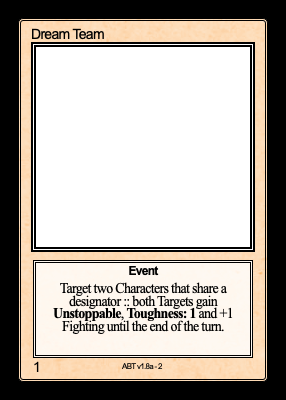 Dream Team
Event
Target two Characters that share a
designator :: both Targets gain
Unstoppable, Toughness: 1 and +1
Fighting until the end of the turn.
1
ABT v1.8a - 2